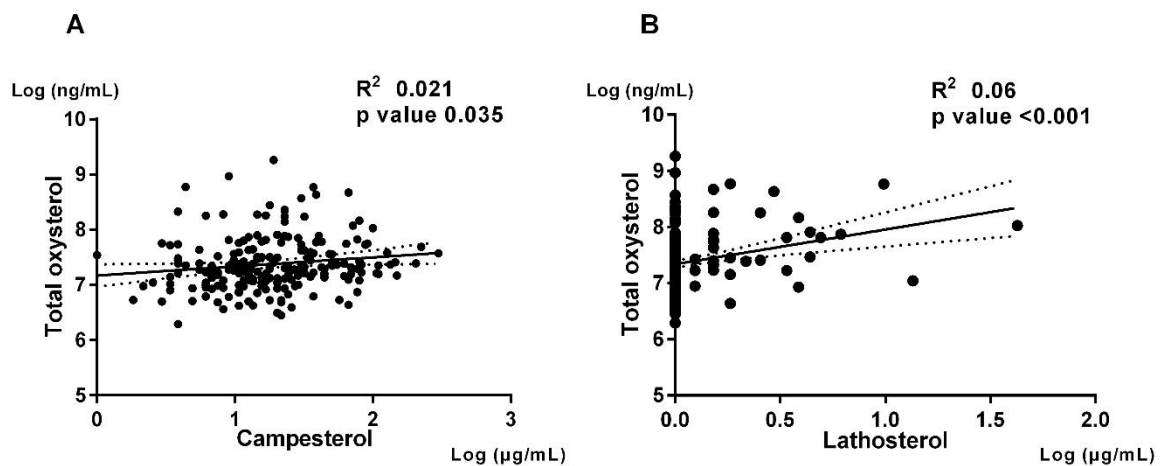 A
Log (ng/mL)
R² 0.021
p value 0.035
Total oxysterol
10
9
8
7
6
5
0
1
2
3
Campesterol
Log (µg/mL)
B
Log (ng/mL)
R² 0.06
p value <0.001
Total oxysterol
10
9
8
7
6
5
0.0
0.5
1.0
1.5
2.0
Lathosterol
Log (µg/mL)